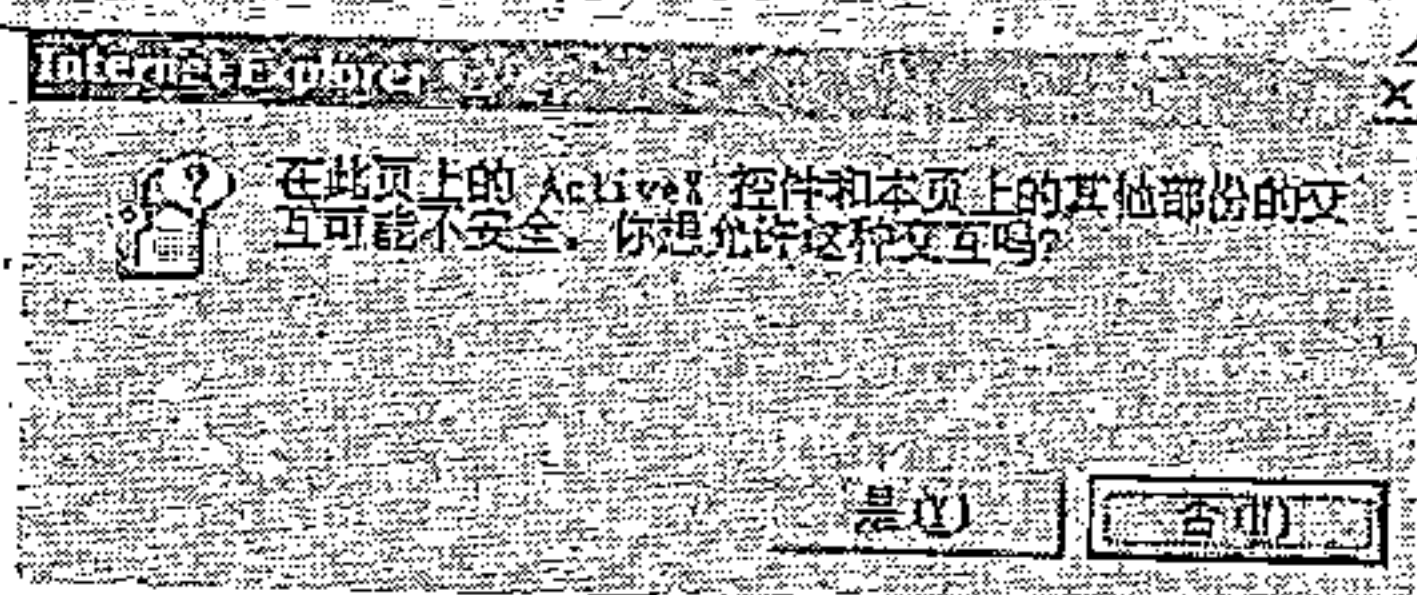 Internet Explorer
在此页上的 ActiveX 控件和本页上的其他部份的交
互可能不安全。你想允许这种交互吗?
是(Y)
否(N)